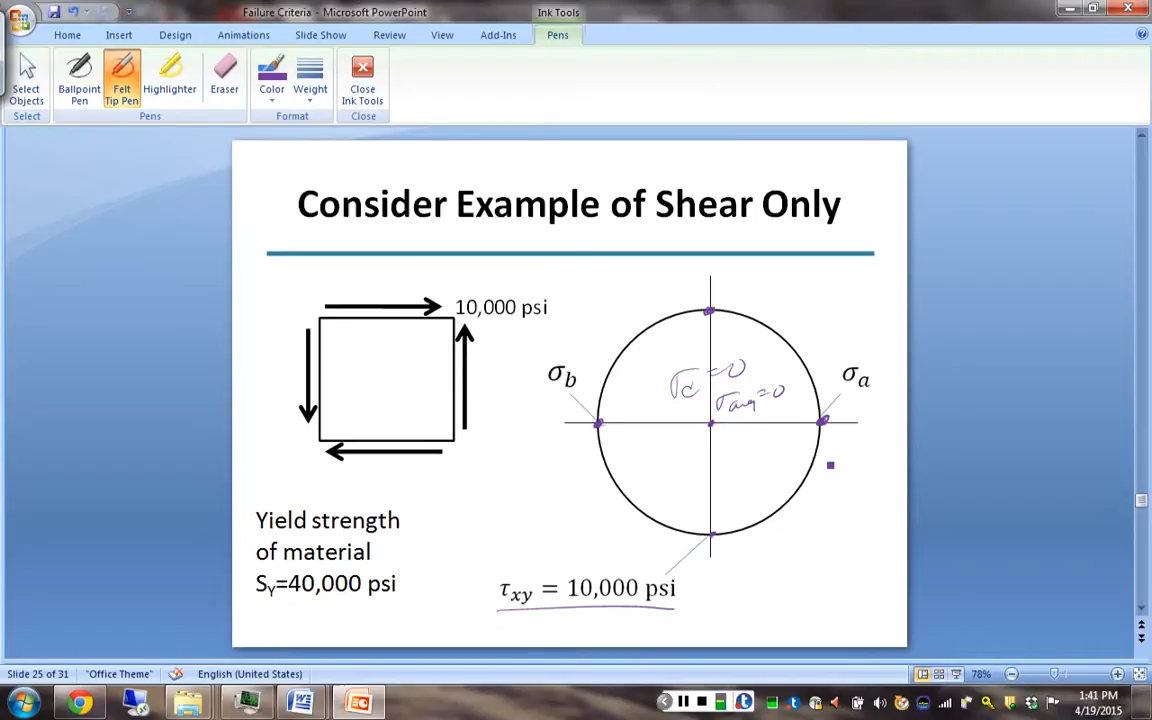 Failure Criteria - Microsoft PowerPoint
Ink Tools
Home
Insert
Design
Animations
Slide Show
Review
View
Add-Ins
Pens
Select
Objects
Ballpoint
Pen
Felt
Tip Pen
Highlighter
Eraser
Color
Weight
Close
Ink Tools
Select
Pens
Format
Close
Consider Example of Shear Only
10,000 psi
σb
σa
=0
σavg=0
Yield strength
of material
SY=40,000 psi
τxy = 10,000 psi
Slide 25 of 31
"Office Theme"
English (United States)
78%
1:41 PM
4/19/2015